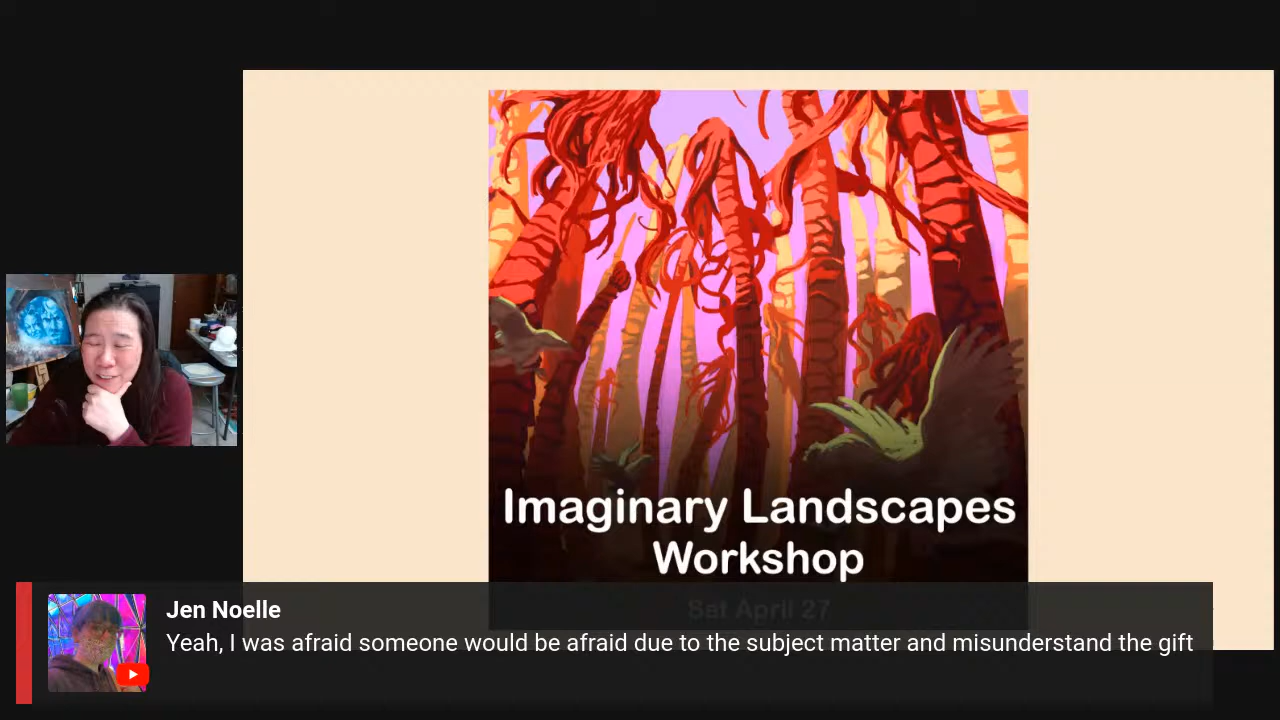 Imaginary Landscapes
Workshop
Sat April 27
Jen Noelle
Yeah, I was afraid someone would be afraid due to the subject matter and misunderstand the gift